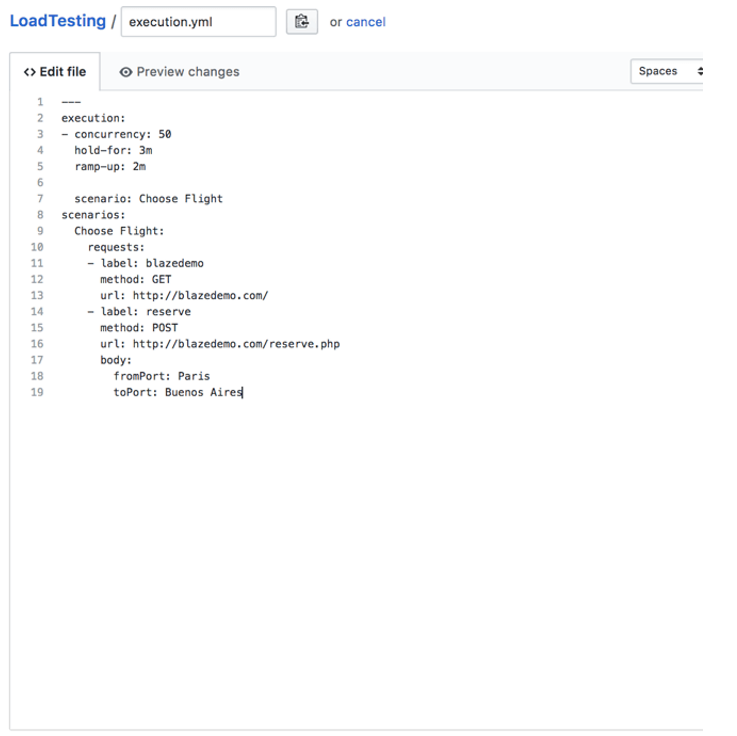 LoadTesting / execution.yml or cancel
<> Edit file Preview changes Spaces
1 ---
2 execution:
3 - concurrency: 50
4   hold-for: 3m
5   ramp-up: 2m
6
7   scenario: Choose Flight
8 scenarios:
9   Choose Flight:
10     requests:
11     - label: blazedemo
12       method: GET
13       url: http://blazedemo.com/
14     - label: reserve
15       method: POST
16       url: http://blazedemo.com/reserve.php
17       body:
18         fromPort: Paris
19         toPort: Buenos Aires